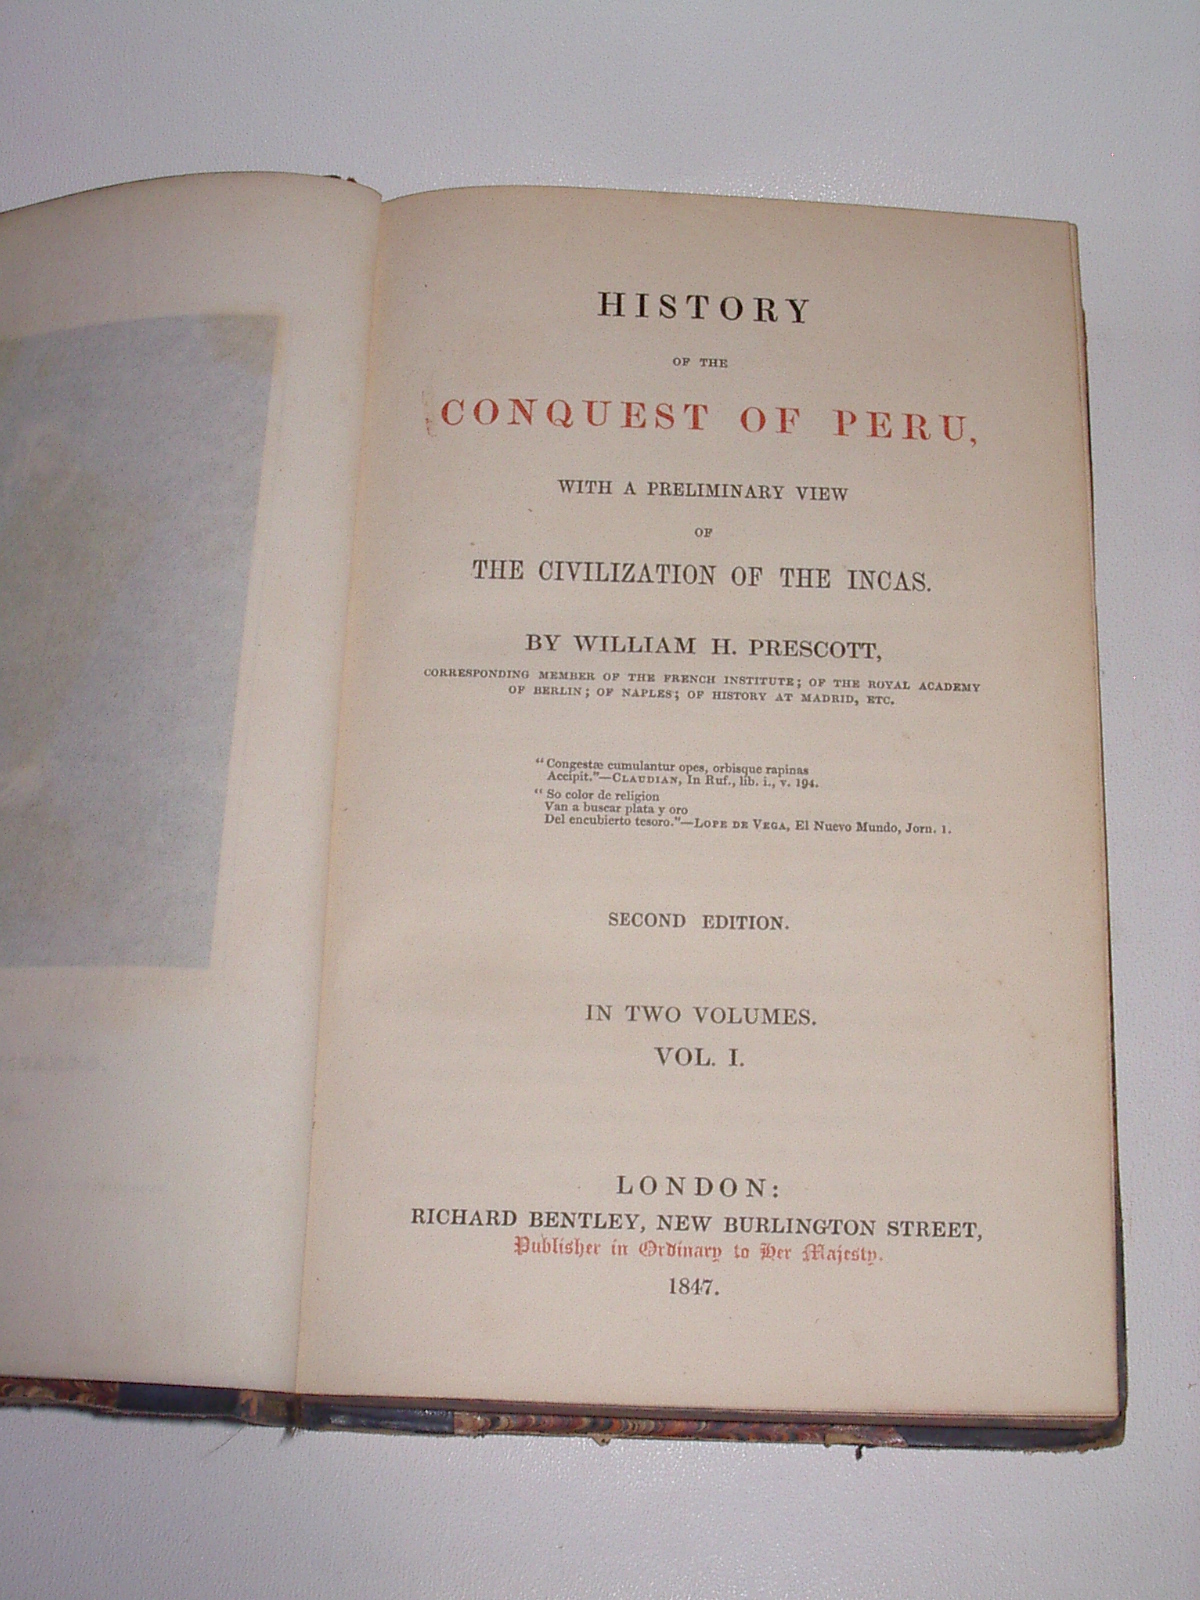 HISTORY
OF THE
CONQUEST OF PERU,
WITH A PRELIMINARY VIEW
OF
THE CIVILIZATION OF THE INCAS.
BY WILLIAM H. PRESCOTT,
CORRESPONDING MEMBER OF THE FRENCH INSTITUTE; OF THE ROYAL ACADEMY
OF BERLIN; OF NAPLES; OF HISTORY AT MADRID, ETC.
“Congestæ cumulantur opes, orbisque rapinas
Accipit.”—CLAUDIAN, In Ruf., lib. i., v. 194.
“So color de religion
Van a buscar plata y oro
Del encubierto tesoro.”—LOPE DE VEGA, El Nuevo Mundo, Jorn. 1.
SECOND EDITION.
IN TWO VOLUMES.
VOL. I.
LONDON:
RICHARD BENTLEY, NEW BURLINGTON STREET,
Publisher in Ordinary to Her Majesty.
1847.